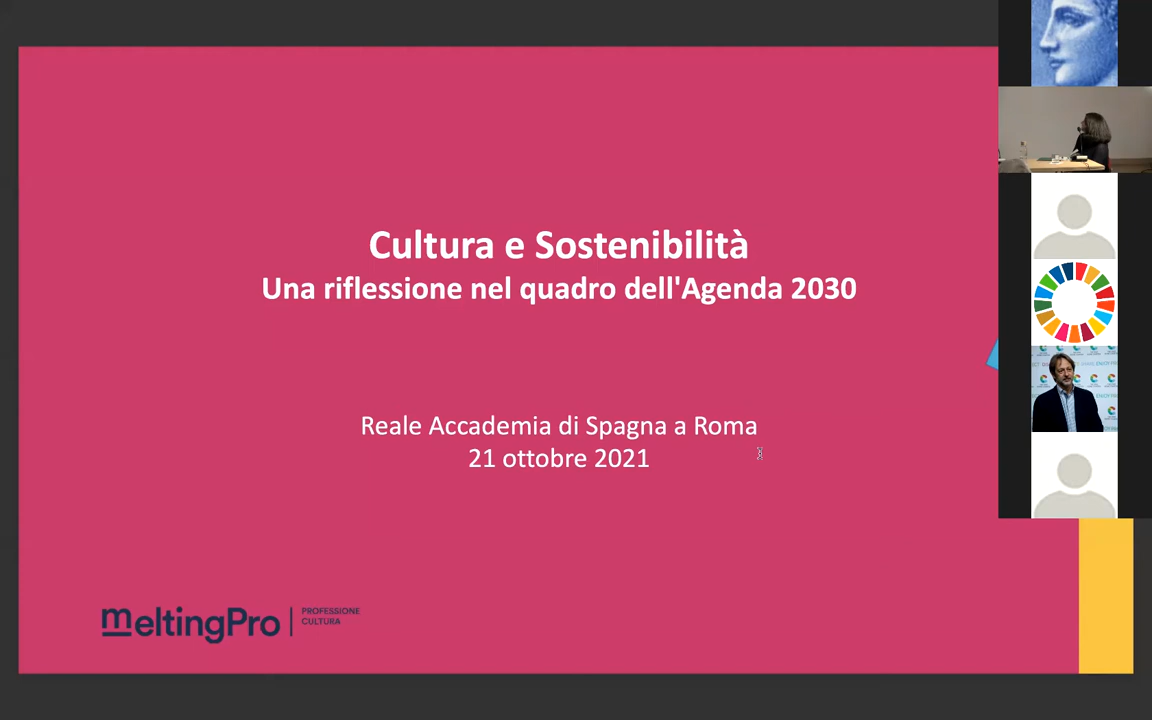 Cultura e Sostenibilità
Una riflessione nel quadro dell'Agenda 2030
Reale Accademia di Spagna a Roma
21 ottobre 2021
meltingPro
PROFESSIONE
CULTURA